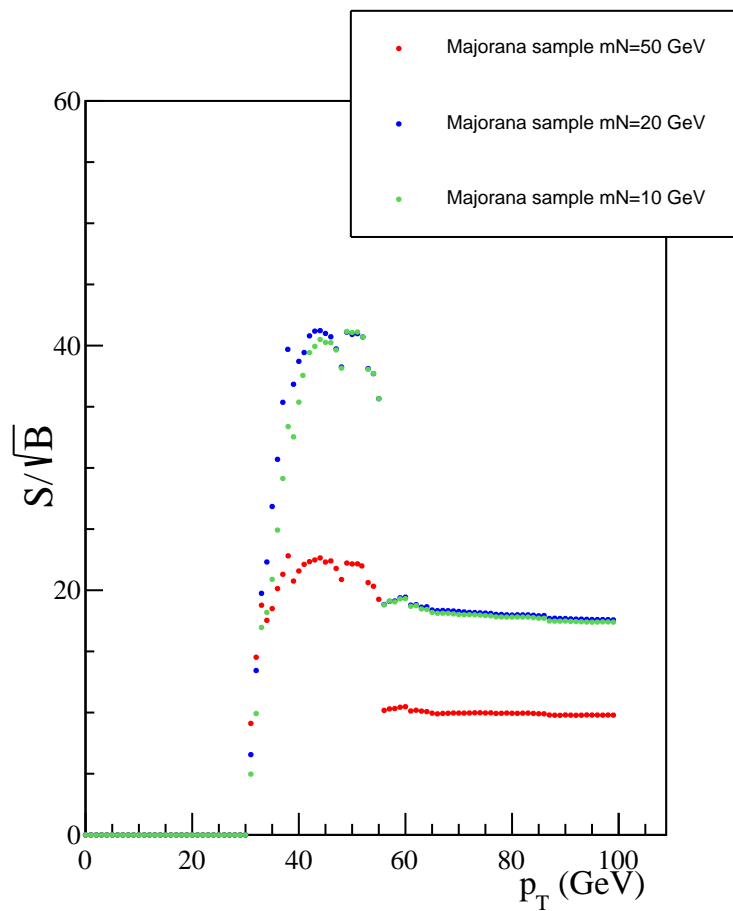 Majorana sample mN=50 GeV
Majorana sample mN=20 GeV
Majorana sample mN=10 GeV
60
40
20
0
S/√B
0 20 40 60 80 100
p_T (GeV)